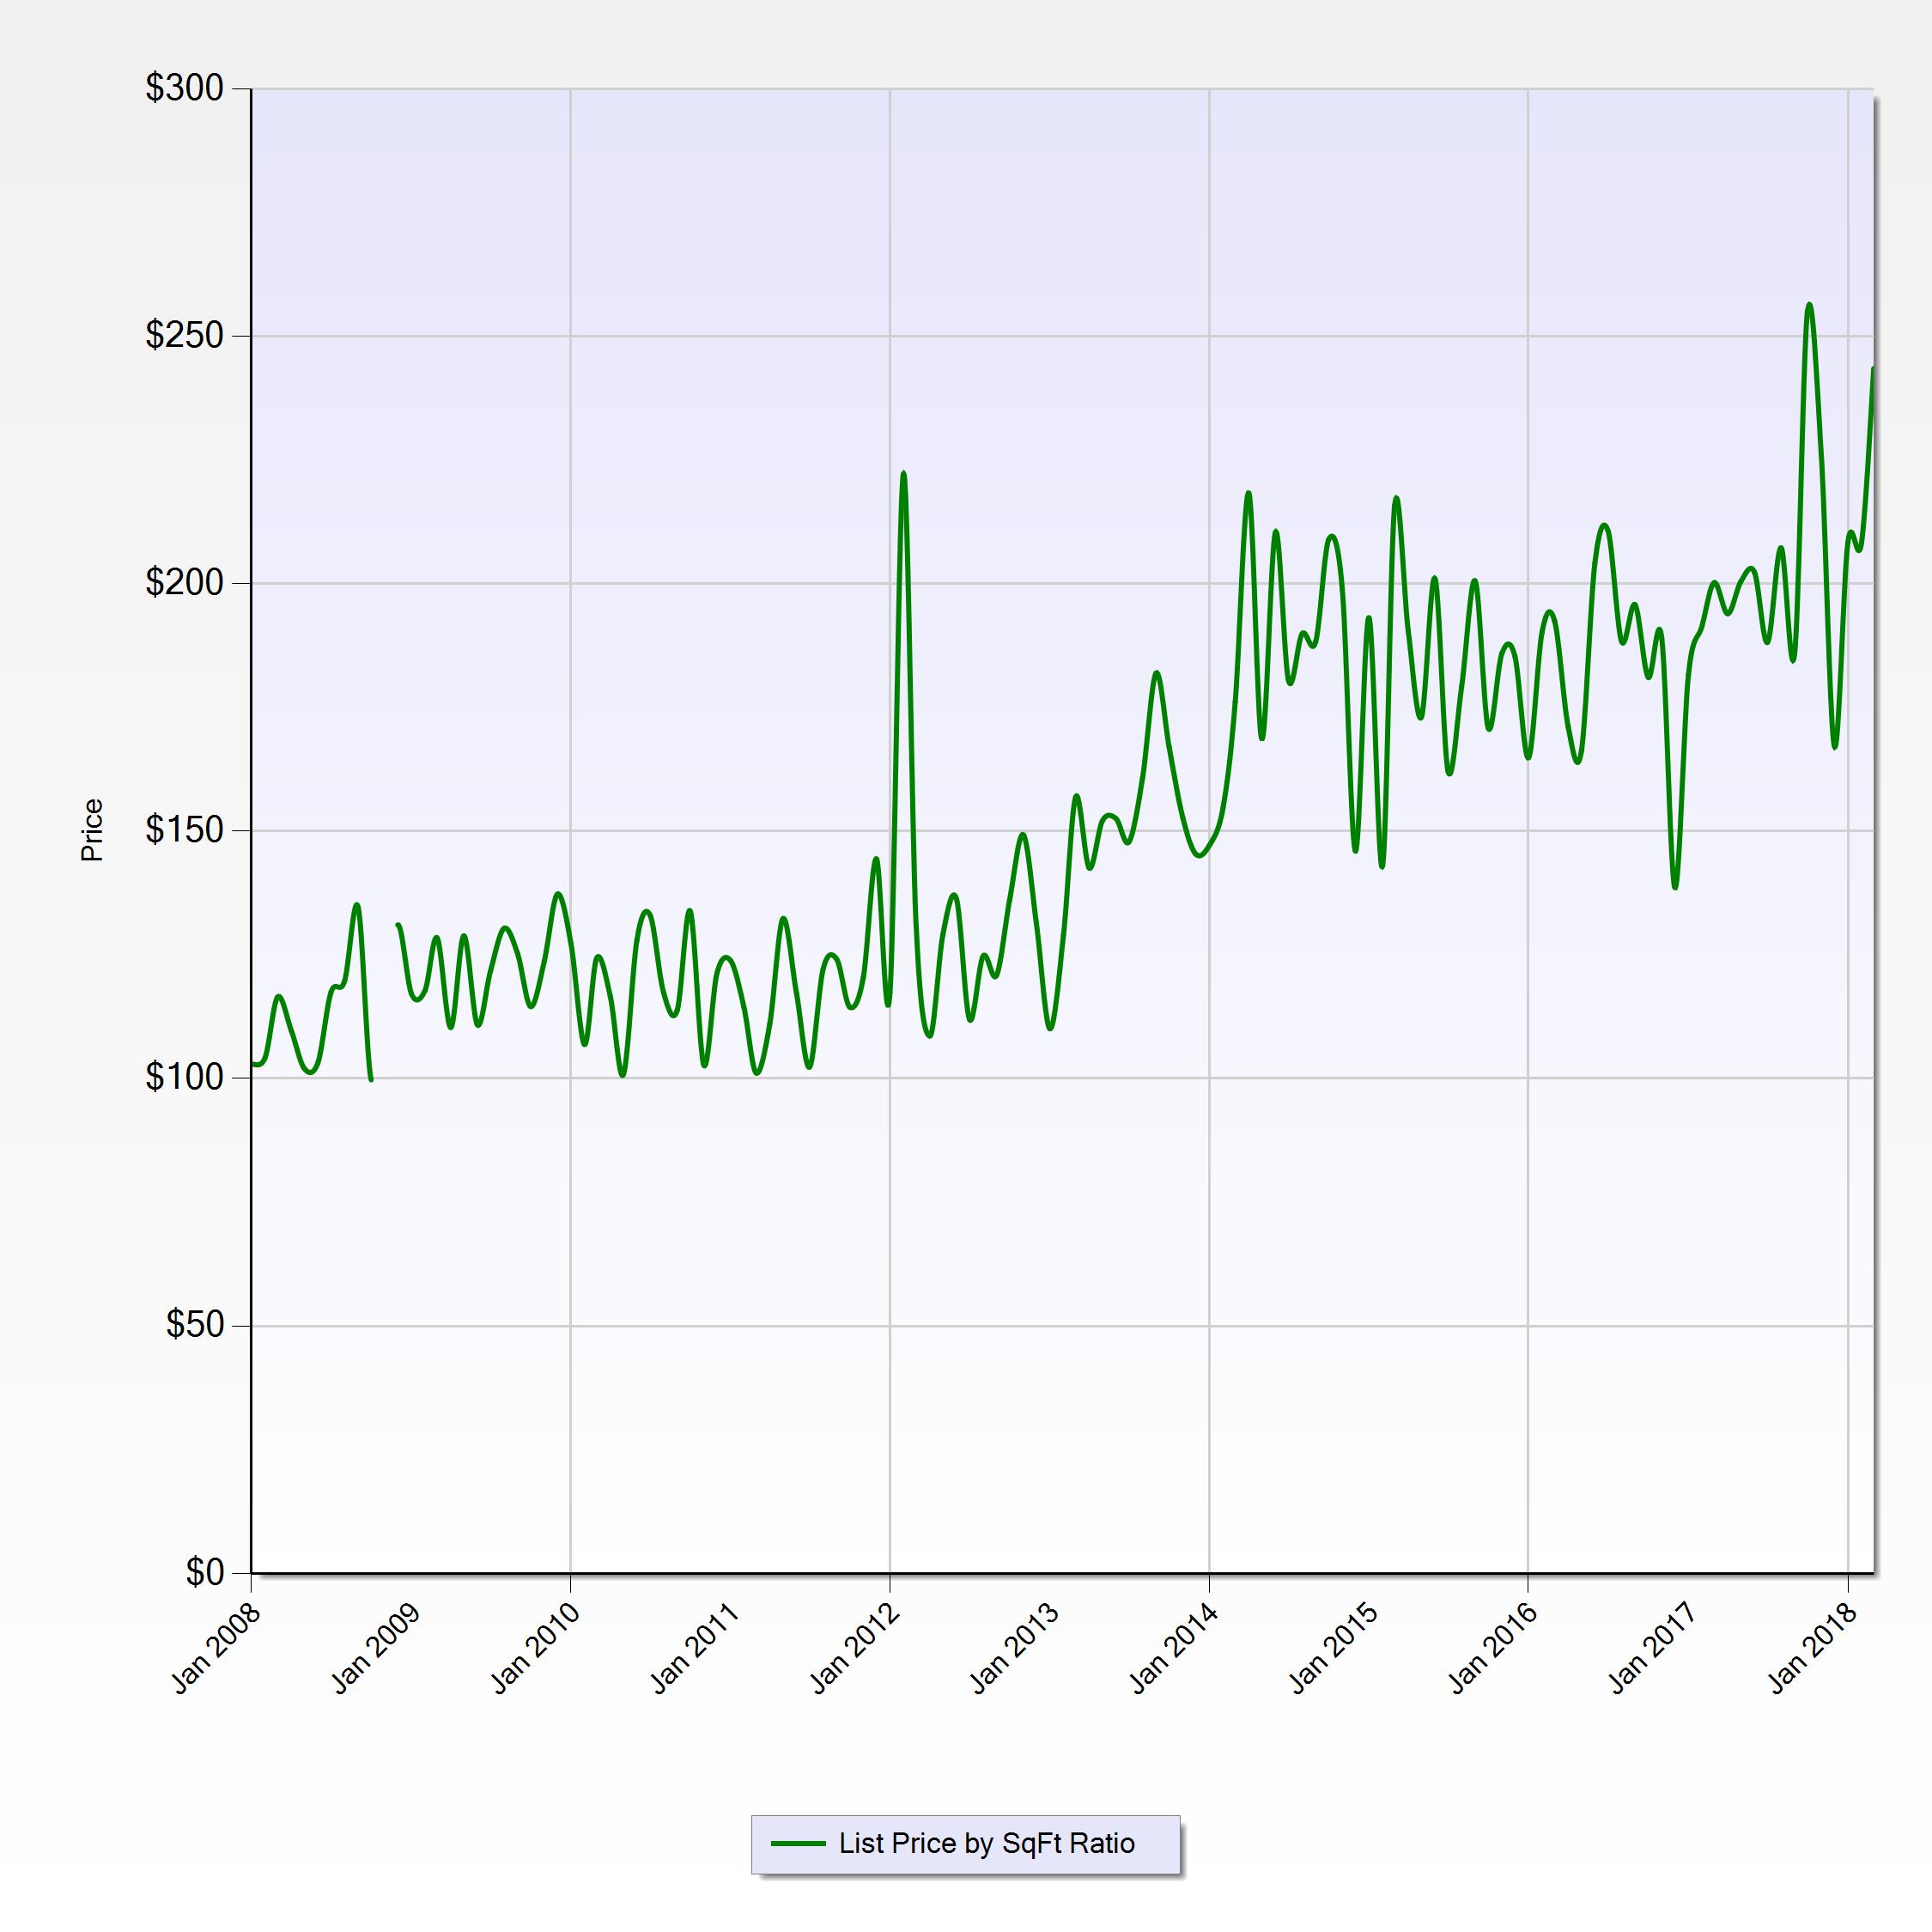 $300
$250
$200
$150
$100
$50
$0
Price
Jan 2008
Jan 2009
Jan 2010
Jan 2011
Jan 2012
Jan 2013
Jan 2014
Jan 2015
Jan 2016
Jan 2017
Jan 2018
List Price by SqFt Ratio